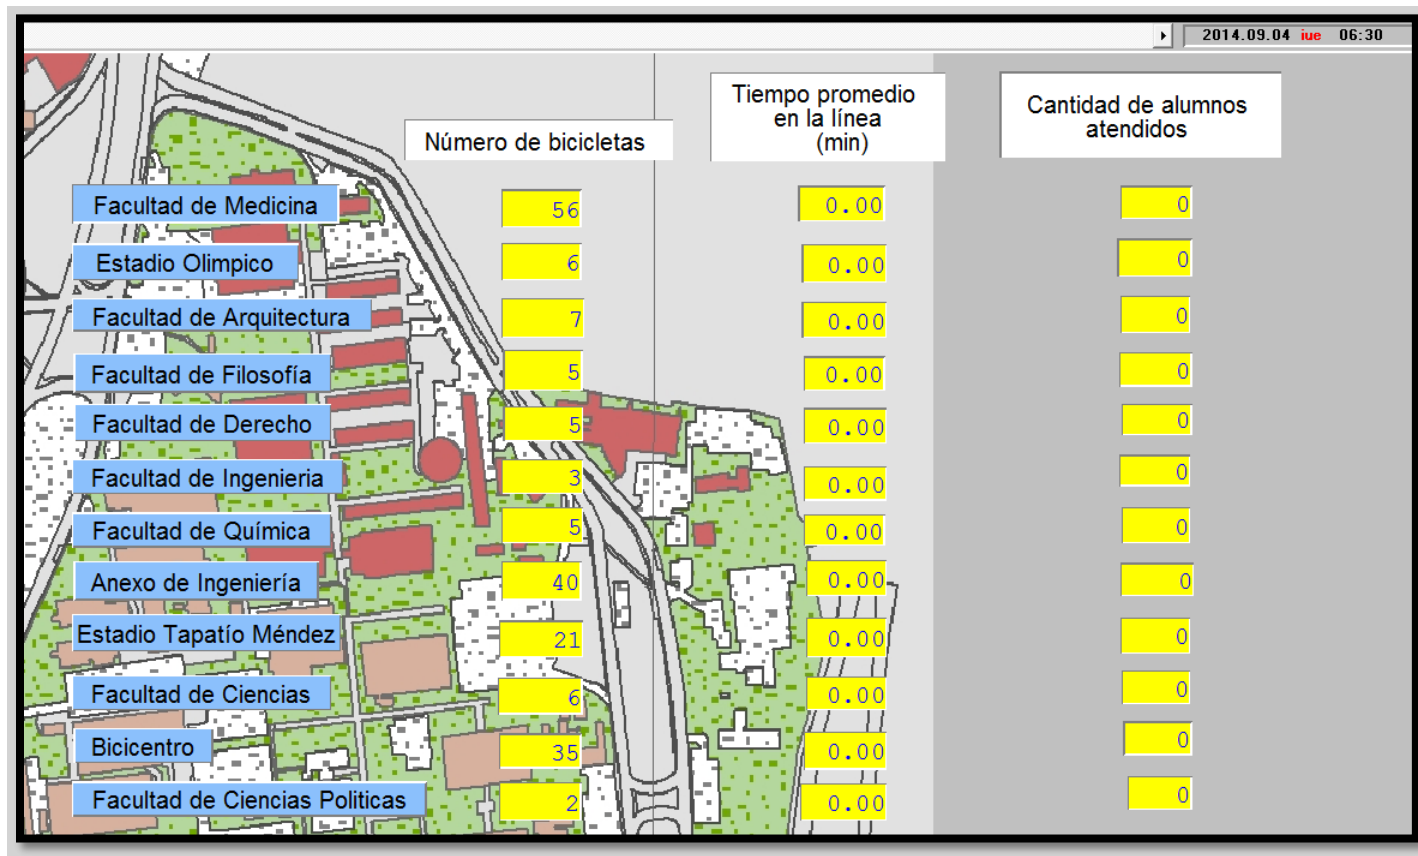 2014.09.04 iue 06:30
Número de bicicletas
Tiempo promedio
en la línea
(min)
Cantidad de alumnos
atendidos
Facultad de Medicina 56 0.00 0
Estadio Olimpico 6 0.00 0
Facultad de Arquitectura 7 0.00 0
Facultad de Filosofía 5 0.00 0
Facultad de Derecho 5 0.00 0
Facultad de Ingenieria 3 0.00 0
Facultad de Química 5 0.00 0
Anexo de Ingeniería 40 0.00 0
Estadio Tapatío Méndez 21 0.00 0
Facultad de Ciencias 6 0.00 0
Bicicentro 35 0.00 0
Facultad de Ciencias Politicas 2 0.00 0